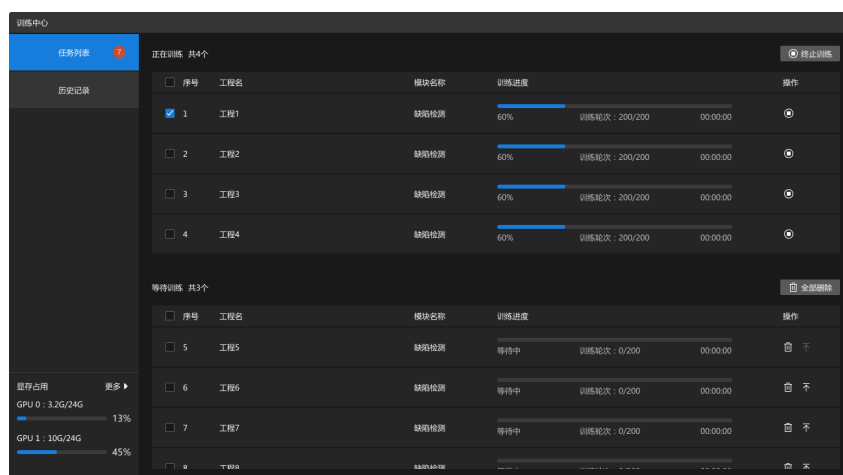 训练中心
任务列表 7
历史记录
正在训练 共4个 终止训练
序号 工程名 模块名称 训练进度 操作
1 工程1 缺陷检测 60% 训练轮次：200/200 00:00:00
2 工程2 缺陷检测 60% 训练轮次：200/200 00:00:00
3 工程3 缺陷检测 60% 训练轮次：200/200 00:00:00
4 工程4 缺陷检测 60% 训练轮次：200/200 00:00:00
等待训练 共3个 全部删除
序号 工程名 模块名称 训练进度 操作
5 工程5 缺陷检测 等待中 训练轮次：0/200 00:00:00
6 工程6 缺陷检测 等待中 训练轮次：0/200 00:00:00
7 工程7 缺陷检测 等待中 训练轮次：0/200 00:00:00
8 工程8 缺陷检测
显存占用 更多
GPU 0：3.2G/24G
13%
GPU 1：10G/24G
45%